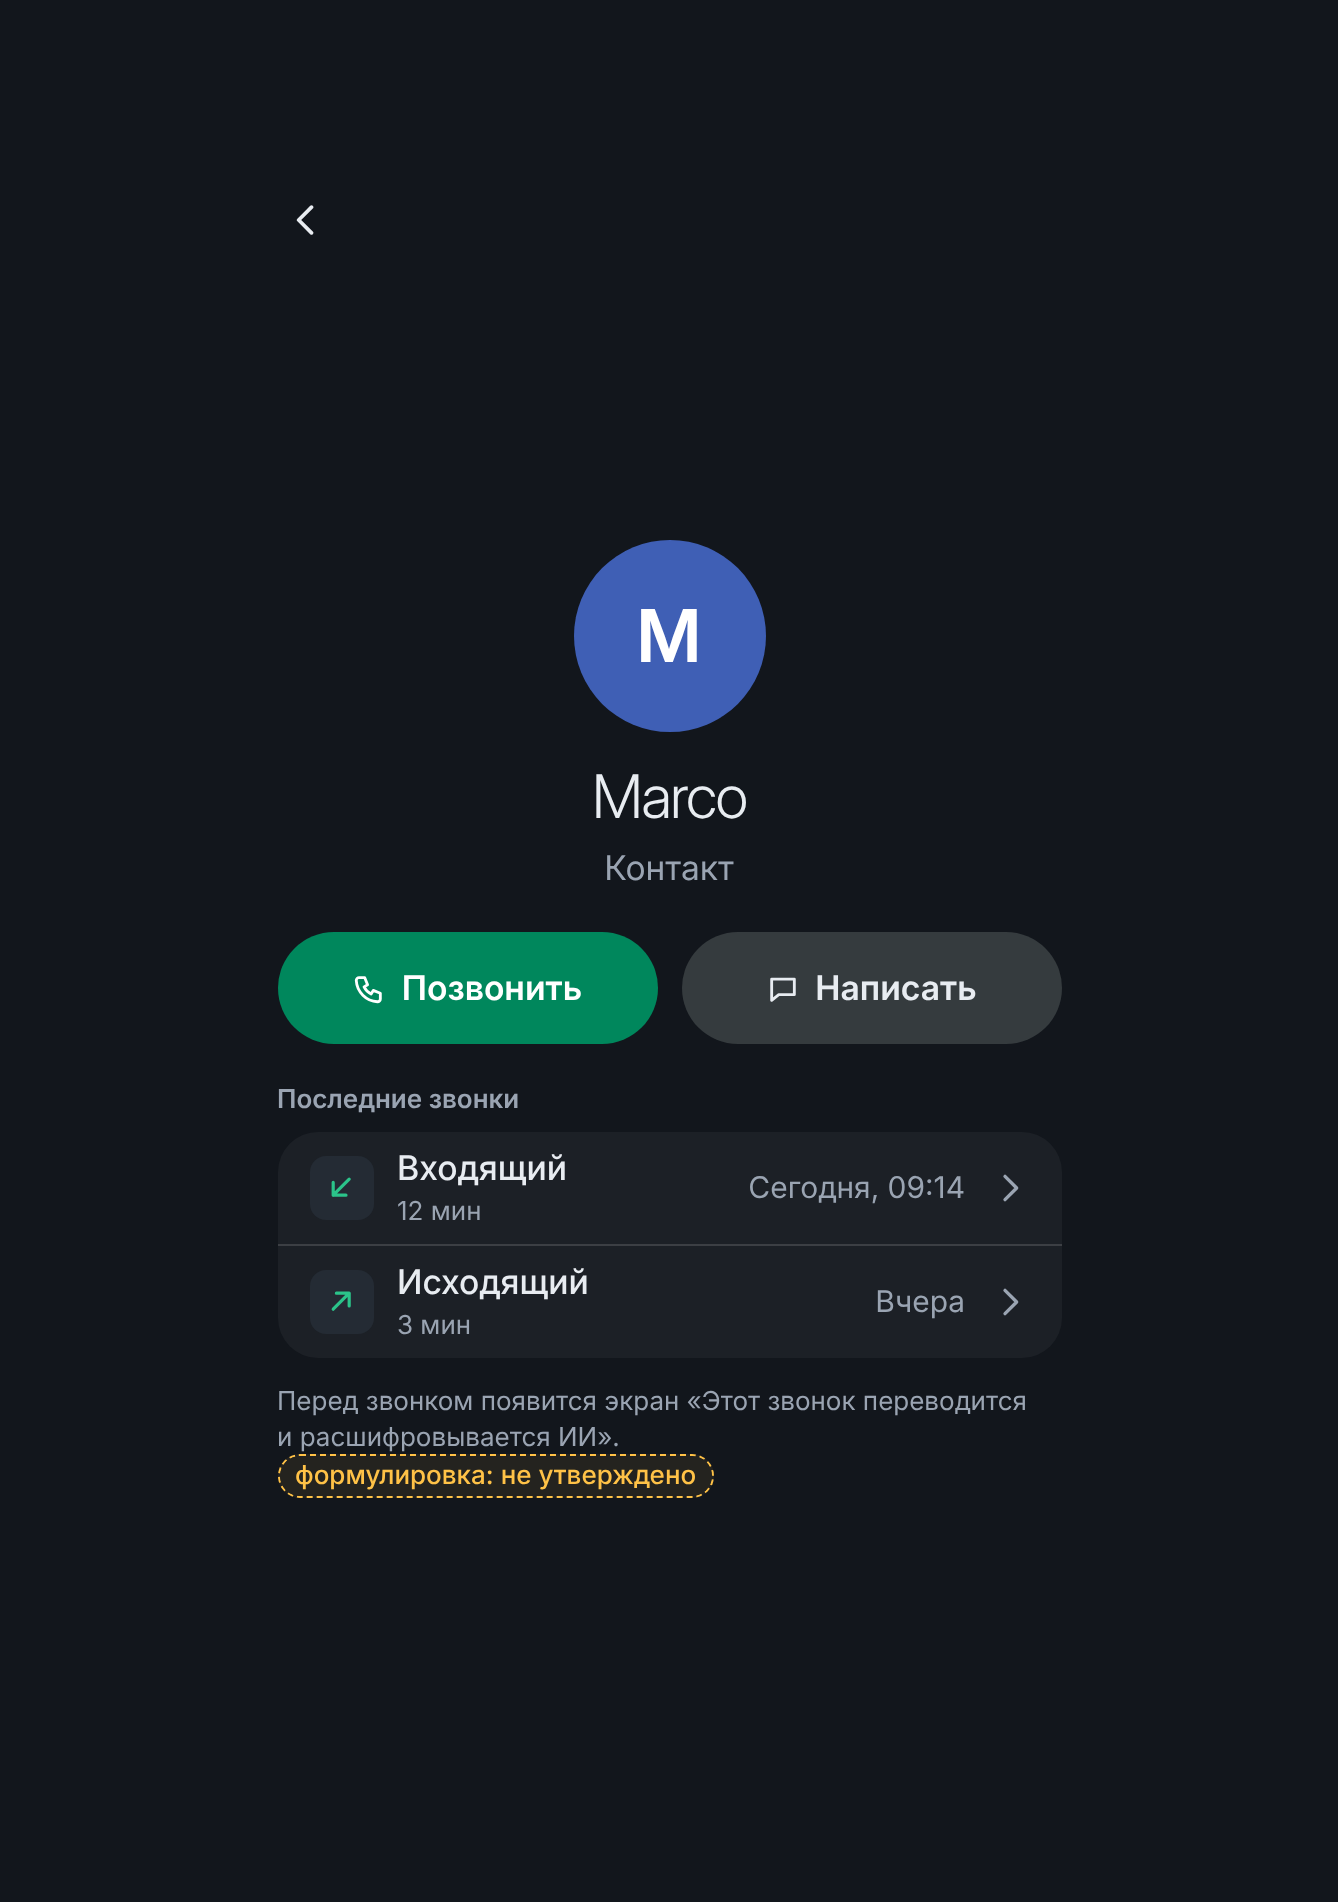 M
Marco
Контакт
Позвонить
Написать
Последние звонки
Входящий
12 мин
Сегодня, 09:14
Исходящий
3 мин
Вчера
Перед звонком появится экран «Этот звонок переводится
и расшифровывается ИИ».
формулировка: не утверждено